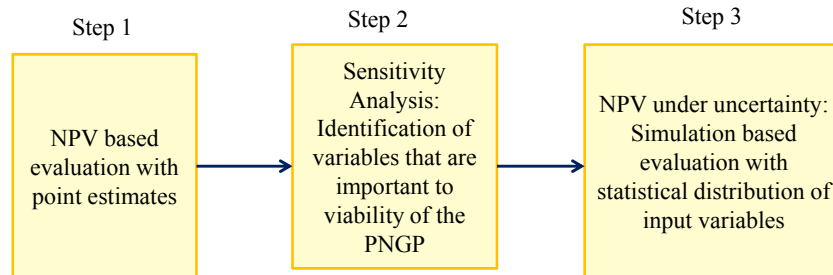 Step 1
Step 2
Step 3
NPV based
evaluation with
point estimates
Sensitivity
Analysis:
Identification of
variables that are
important to
viability of the
PNGP
NPV under uncertainty:
Simulation based
evaluation with
statistical distribution of
input variables